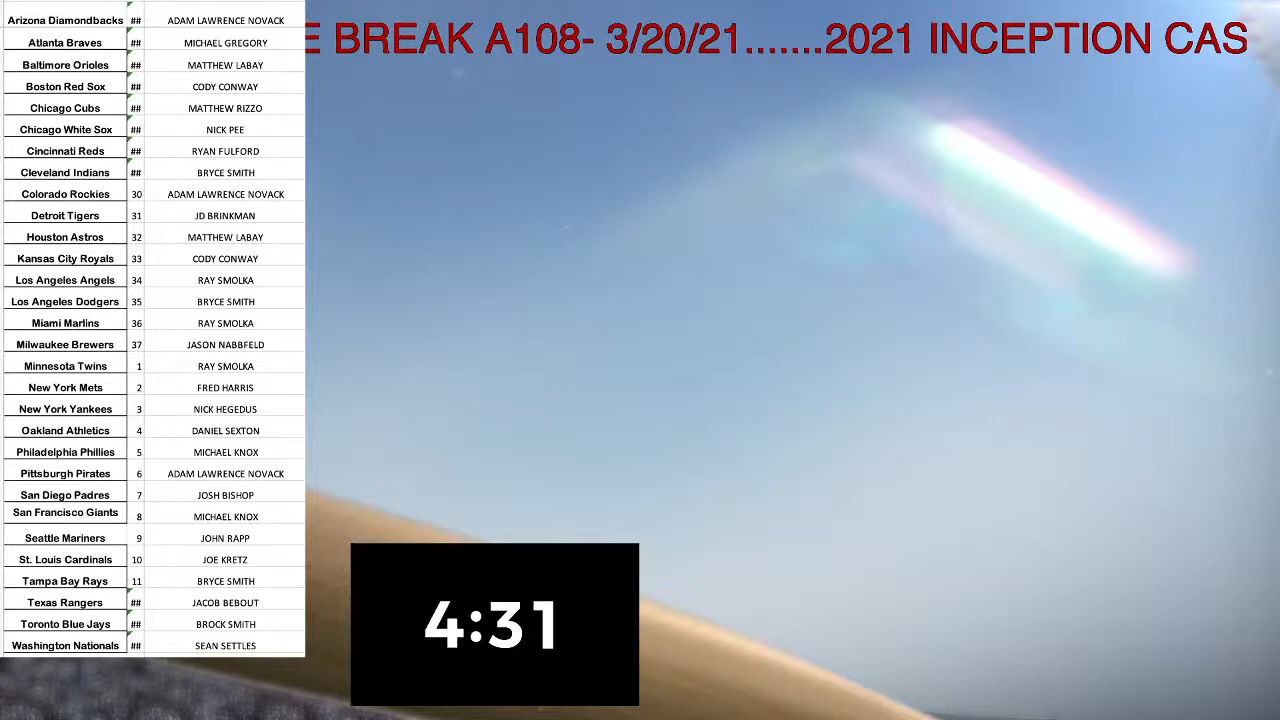 E BREAK A108- 3/20/21.......2021 INCEPTION CAS
Arizona Diamondbacks ## ADAM LAWRENCE NOVACK
Atlanta Braves ## MICHAEL GREGORY
Baltimore Orioles ## MATTHEW LABAY
Boston Red Sox ## CODY CONWAY
Chicago Cubs ## MATTHEW RIZZO
Chicago White Sox ## NICK PEE
Cincinnati Reds ## RYAN FULFORD
Cleveland Indians ## BRYCE SMITH
Colorado Rockies 30 ADAM LAWRENCE NOVACK
Detroit Tigers 31 JD BRINKMAN
Houston Astros 32 MATTHEW LABAY
Kansas City Royals 33 CODY CONWAY
Los Angeles Angels 34 RAY SMOLKA
Los Angeles Dodgers 35 BRYCE SMITH
Miami Marlins 36 RAY SMOLKA
Milwaukee Brewers 37 JASON NABBFELD
Minnesota Twins 1 RAY SMOLKA
New York Mets 2 FRED HARRIS
New York Yankees 3 NICK HEGEDUS
Oakland Athletics 4 DANIEL SEXTON
Philadelphia Phillies 5 MICHAEL KNOX
Pittsburgh Pirates 6 ADAM LAWRENCE NOVACK
San Diego Padres 7 JOSH BISHOP
San Francisco Giants 8 MICHAEL KNOX
Seattle Mariners 9 JOHN RAPP
St. Louis Cardinals 10 JOE KRETZ
Tampa Bay Rays 11 BRYCE SMITH
Texas Rangers ## JACOB BEBOUT
Toronto Blue Jays ## BROCK SMITH
Washington Nationals ## SEAN SETTLES
4:31